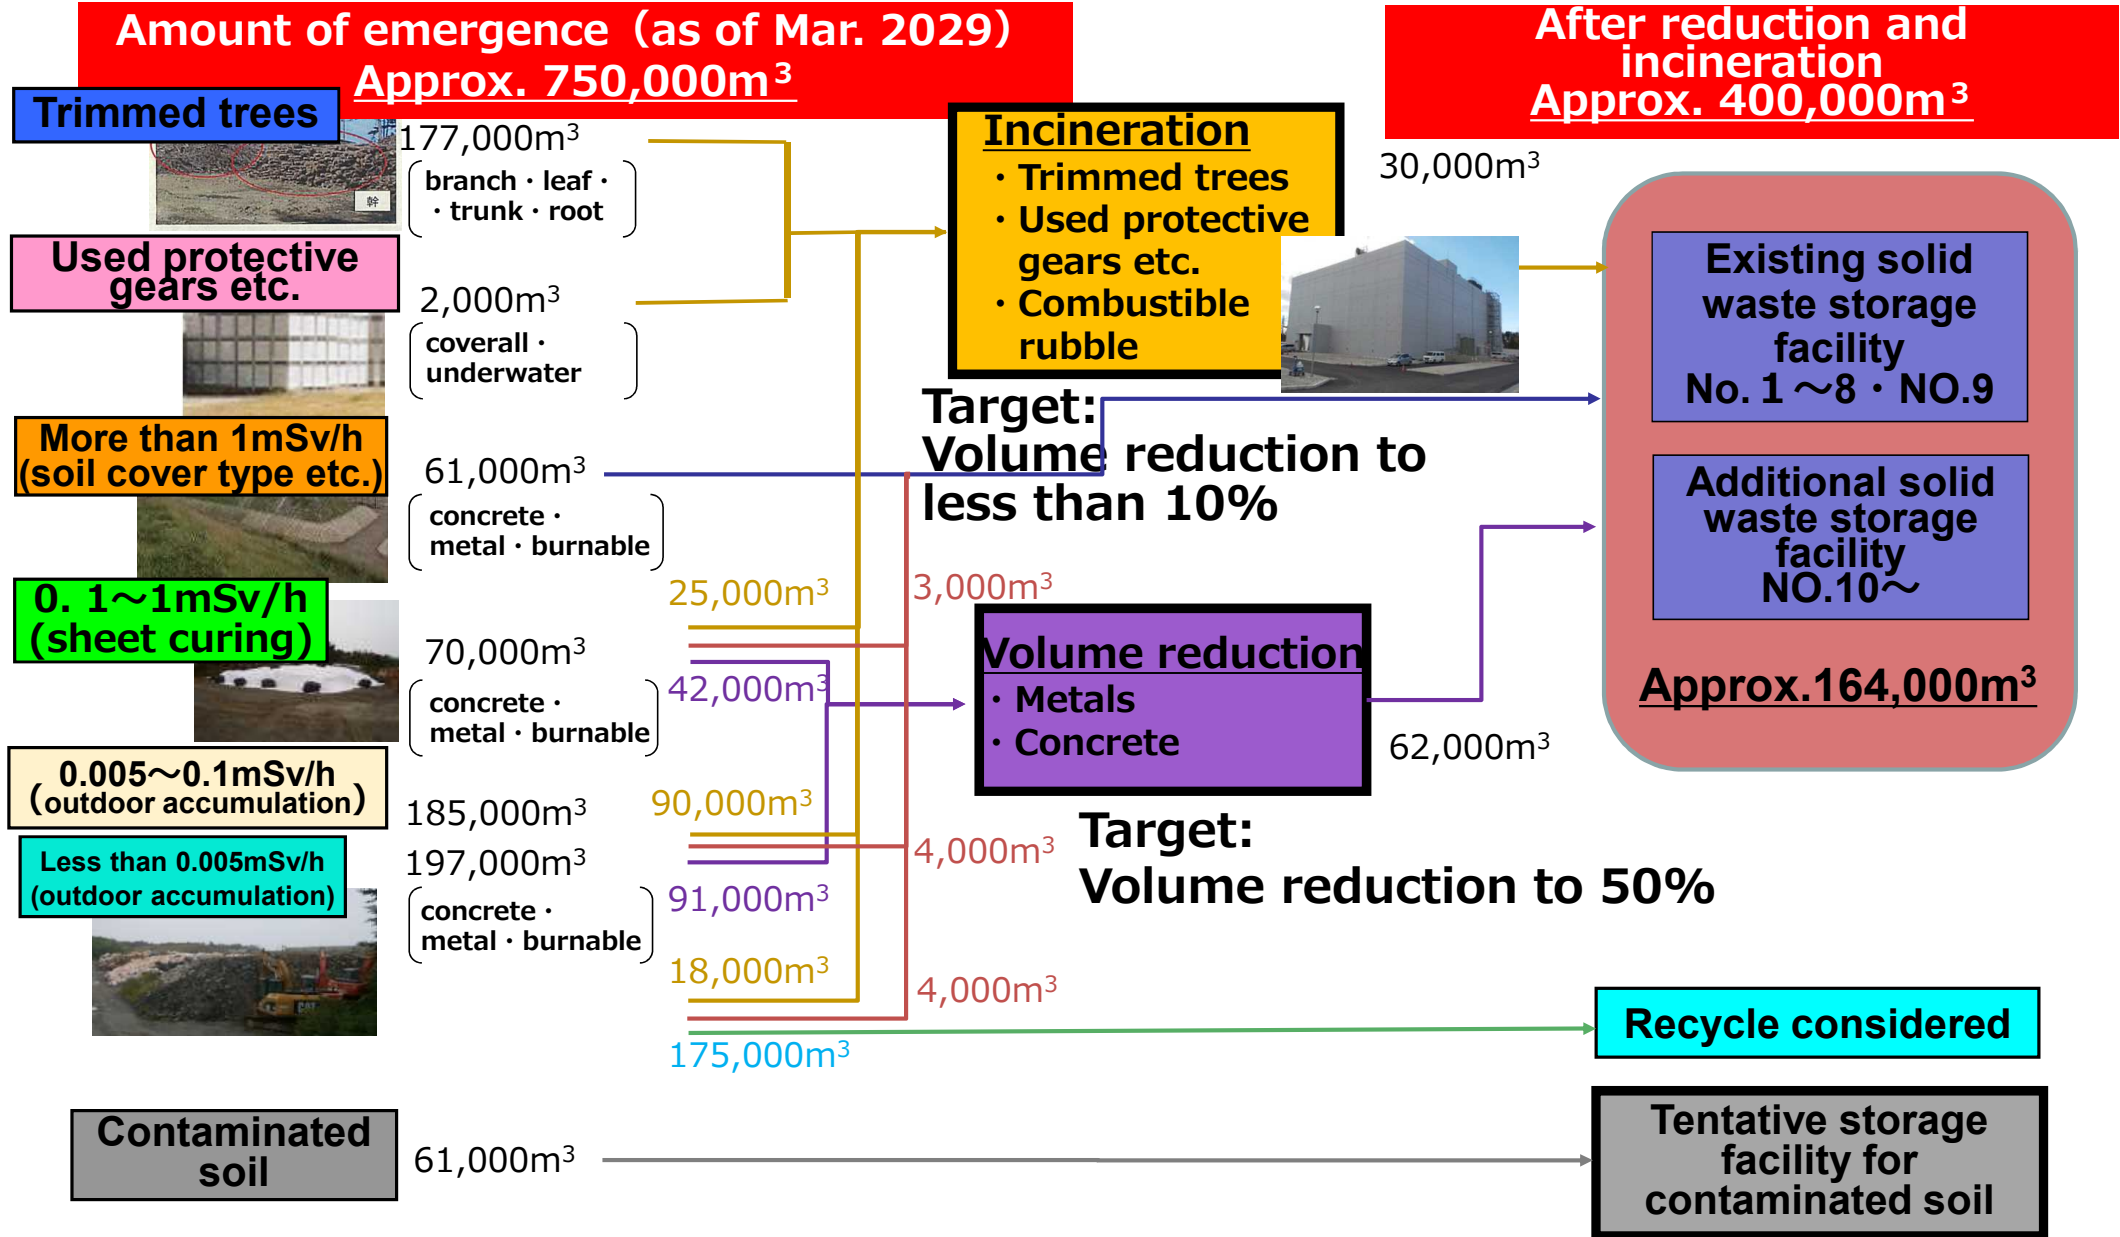 Amount of emergence（as of Mar. 2029）
Approx. 750,000m³
After reduction and
incineration
Approx. 400,000m³
Trimmed trees
177,000m³
branch・leaf・
・trunk・root
幹
Used protective
gears etc.
2,000m³
coverall・
underwater
More than 1mSv/h
(soil cover type etc.)
61,000m³
concrete・
metal・burnable
0. 1～1mSv/h
(sheet curing)
70,000m³
concrete・
metal・burnable
0.005～0.1mSv/h
（outdoor accumulation）
185,000m³
Less than 0.005mSv/h
(outdoor accumulation)
197,000m³
concrete・
metal・burnable
Contaminated
soil
61,000m³
25,000m³
3,000m³
42,000m³
90,000m³
4,000m³
91,000m³
18,000m³
4,000m³
175,000m³
Incineration
・Trimmed trees
・Used protective
gears etc.
・Combustible
rubble
Target:
Volume reduction to
less than 10%
Volume reduction
・Metals
・Concrete
Target:
Volume reduction to 50%
30,000m³
62,000m³
Existing solid
waste storage
facility
No.１～8・NO.9
Additional solid
waste storage
facility
NO.10～
Approx.164,000m³
Recycle considered
Tentative storage
facility for
contaminated soil